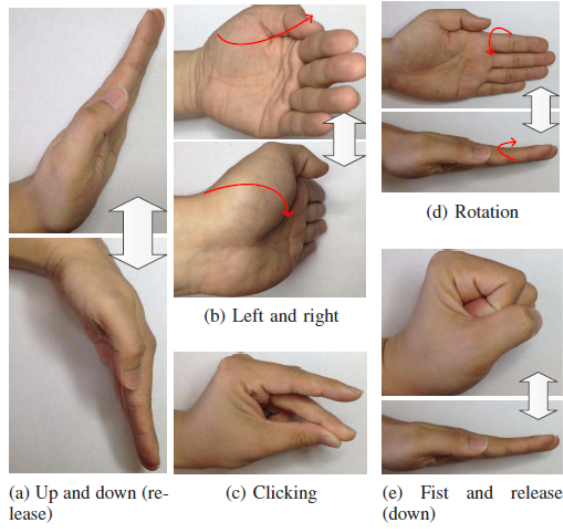 (b) Left and right
(d) Rotation
(a) Up and down (re-
lease)
(c) Clicking
(e) Fist and release
(down)